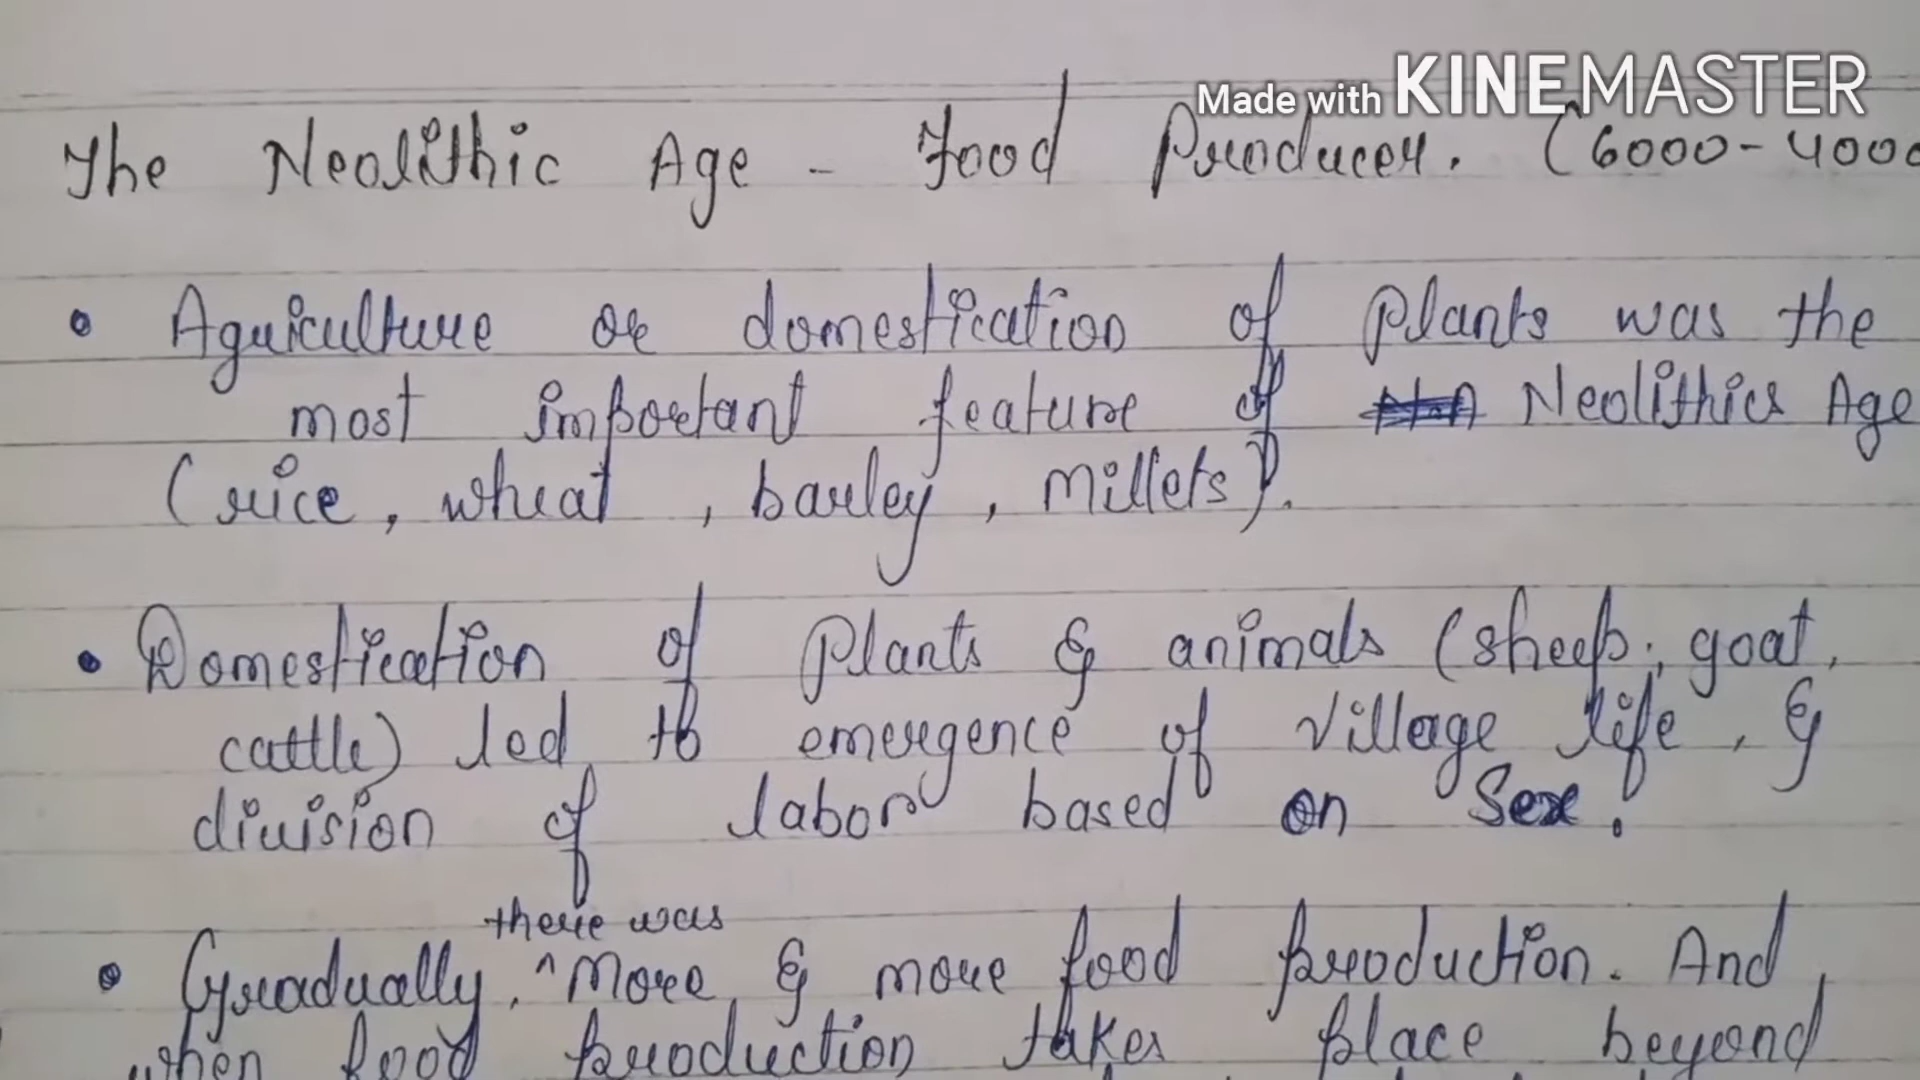 Made with KINEMASTER
The Neolithic Age - Food Producer. (6000-4000
• Agriculture or domestication of plants was the
most important feature of Neolithics Age
(rice, wheat, barley, millets).
• Domestication of plants & animals (sheep, goat,
cattle) led to emergence of village life, &
division of labor based on sex.
there was
• Gradually, ^ more & more food production. And,
when food production takes place beyond